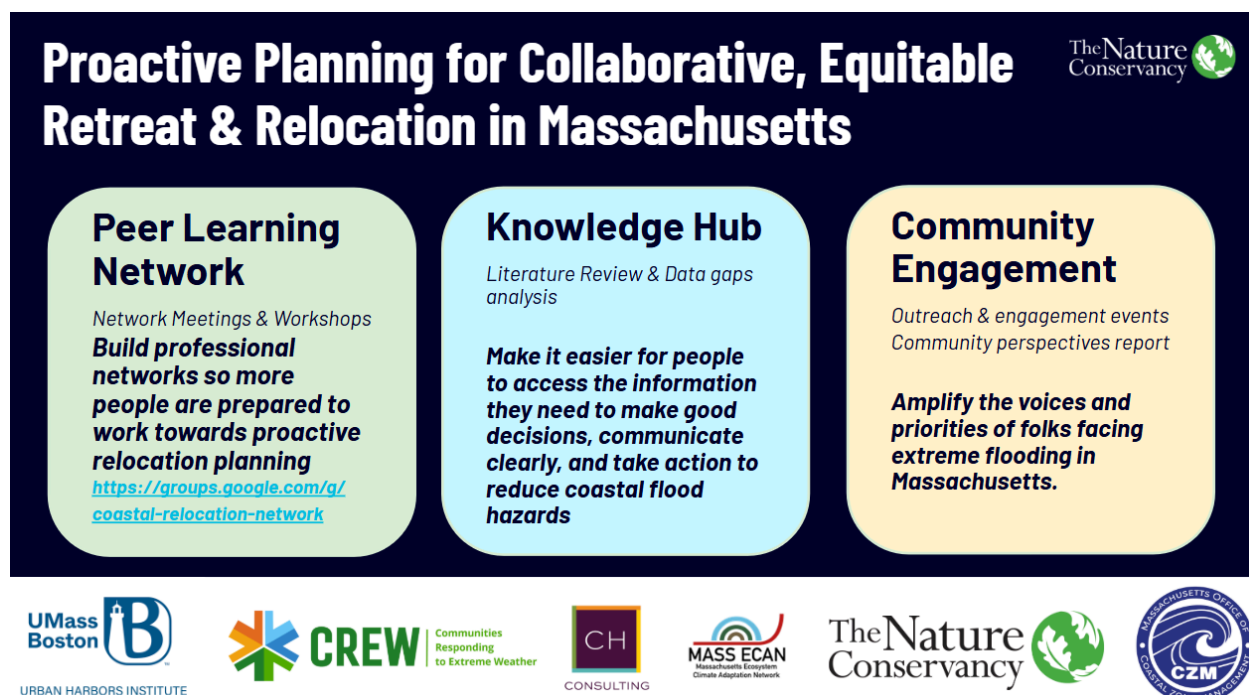 Proactive Planning for Collaborative, Equitable
Retreat & Relocation in Massachusetts
The Nature
Conservancy
Peer Learning
Network
Network Meetings & Workshops
Build professional
networks so more
people are prepared to
work towards proactive
relocation planning
https://groups.google.com/g/
coastal-relocation-network
Knowledge Hub
Literature Review & Data gaps
analysis
Make it easier for people
to access the information
they need to make good
decisions, communicate
clearly, and take action to
reduce coastal flood
hazards
Community
Engagement
Outreach & engagement events
Community perspectives report
Amplify the voices and
priorities of folks facing
extreme flooding in
Massachusetts.
UMass
Boston
B
URBAN HARBORS INSTITUTE
CREW
Communities
Responding
to Extreme Weather
CH
CONSULTING
MASS ECAN
Massachusetts Ecosystem
Climate Adaptation Network
The Nature
Conservancy
MASSACHUSETTS OFFICE OF
CZM